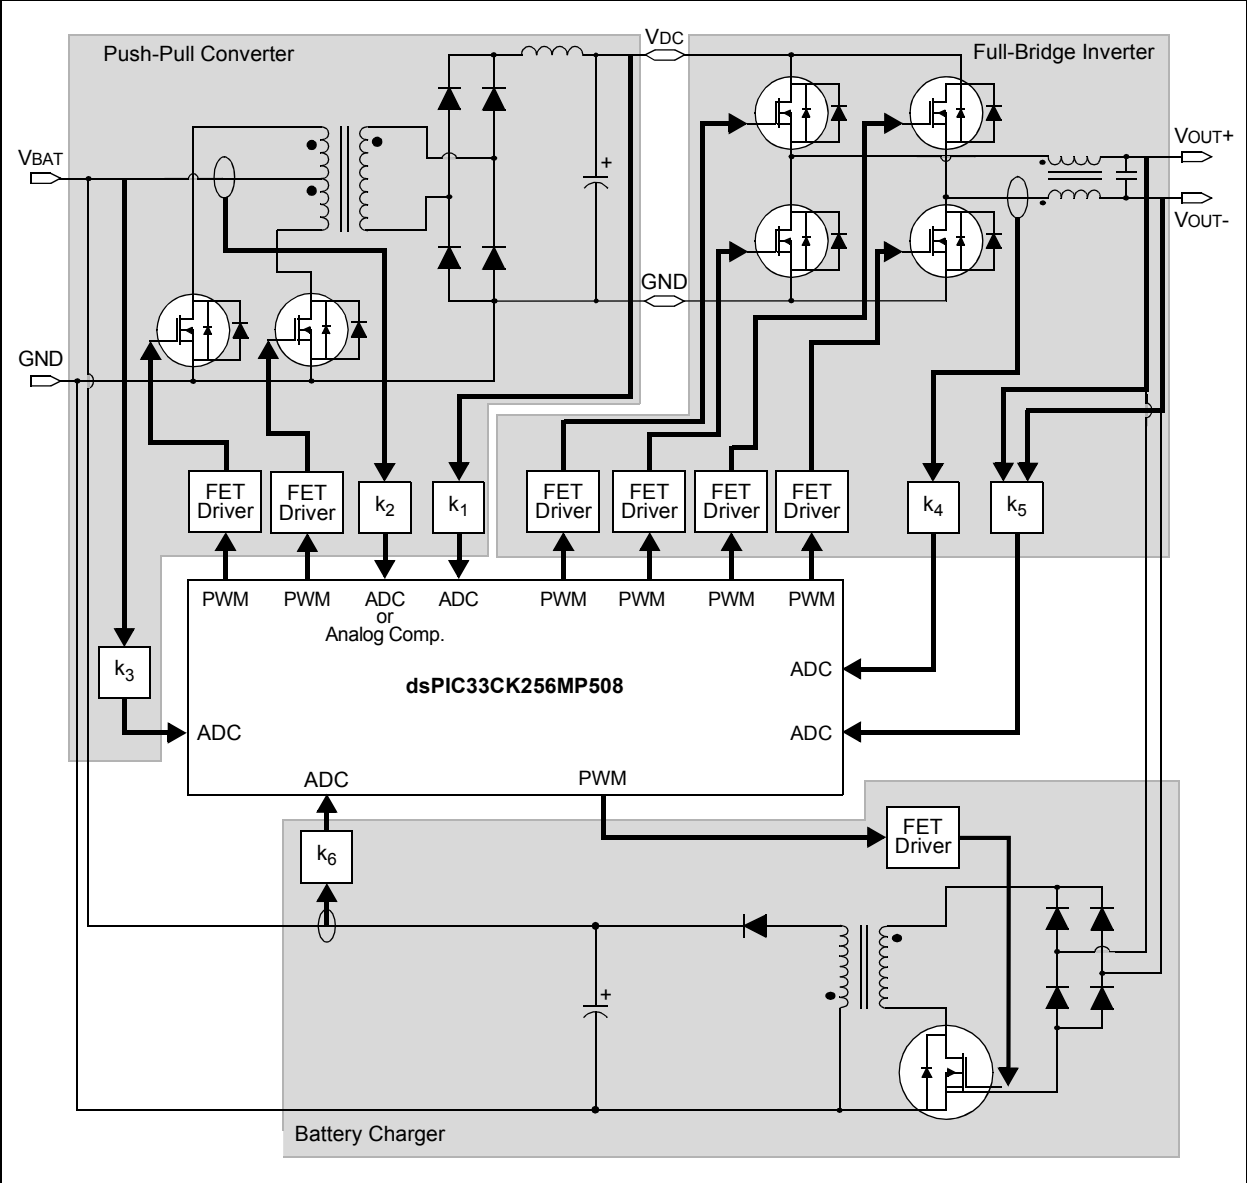 Push-Pull Converter
VDC
Full-Bridge Inverter
VBAT
+
VOUT+
VOUT-
GND
GND
FET
Driver
FET
Driver
k2
k1
FET
Driver
FET
Driver
FET
Driver
FET
Driver
k4
k5
PWM
PWM
ADC
or
Analog Comp.
ADC
PWM
PWM
PWM
PWM
k3
ADC
dsPIC33CK256MP508
ADC
ADC
ADC
PWM
k6
FET
Driver
+
Battery Charger